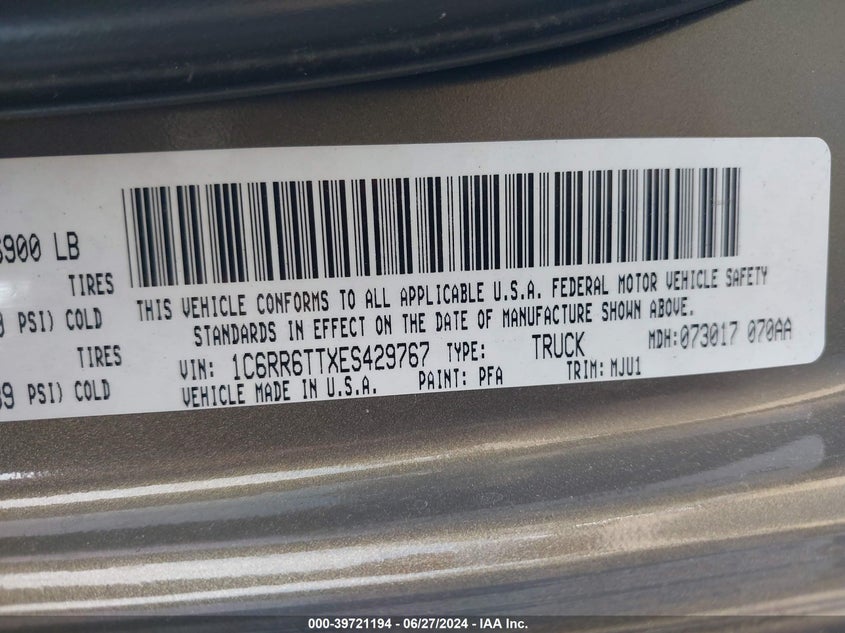 900 LB
TIRES
PSI) COLD
TIRES
PSI) COLD
THIS VEHICLE CONFORMS TO ALL APPLICABLE U.S.A. FEDERAL MOTOR VEHICLE SAFETY
STANDARDS IN EFFECT ON THE DATE OF MANUFACTURE SHOWN ABOVE.
VIN: 1C6RR6TTXES429767 TYPE: TRUCK MDH:073017 070AA
VEHICLE MADE IN U.S.A. PAINT: PFA TRIM: MJU1
000-39721194 - 06/27/2024 - IAA Inc.